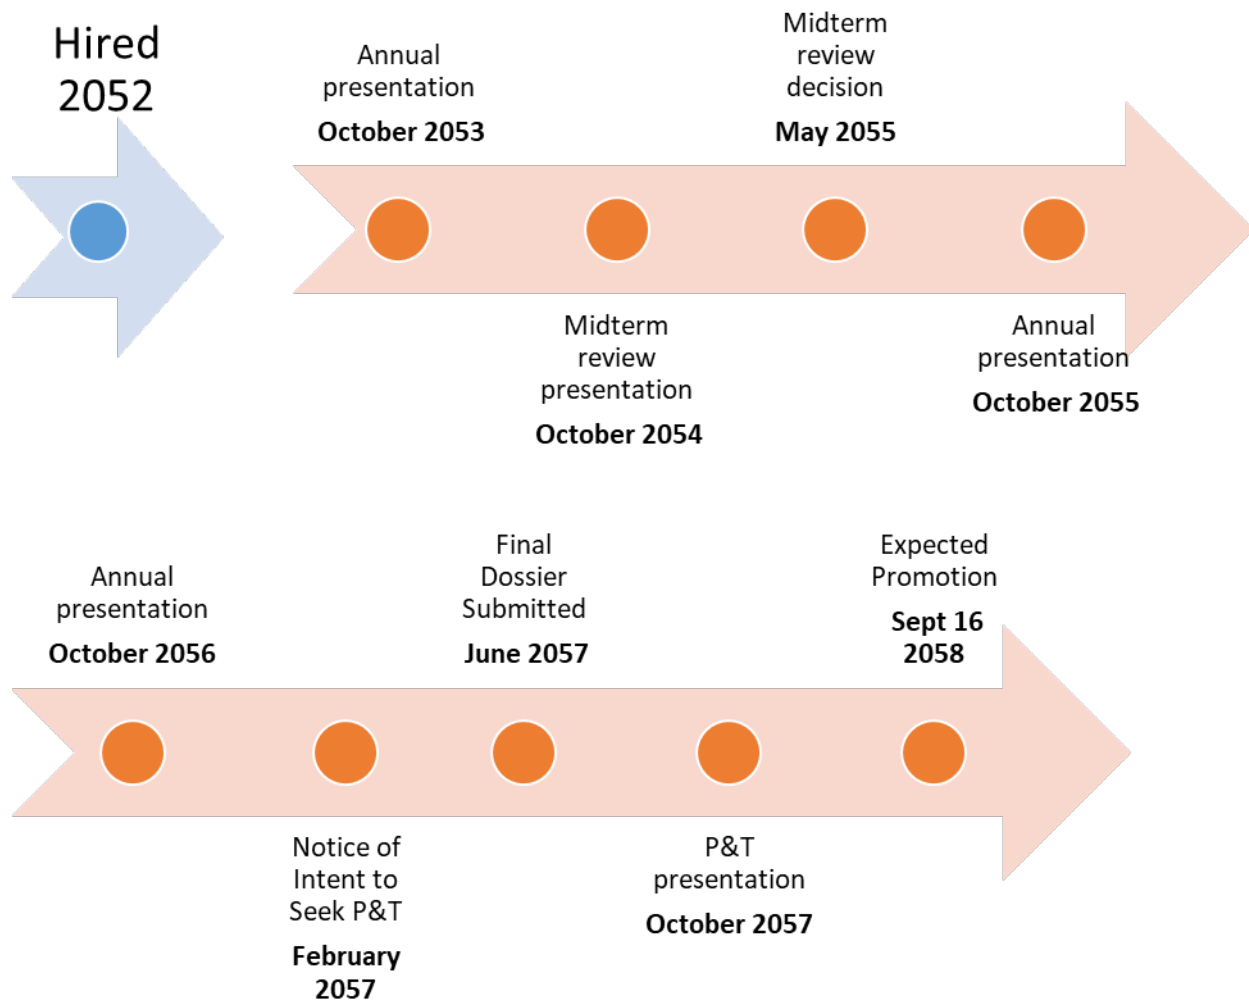 Hired
2052
Annual
presentation
October 2053
Midterm
review
presentation
October 2054
Midterm
review
decision
May 2055
Annual
presentation
October 2055
Annual
presentation
October 2056
Notice of
Intent to
Seek P&T
February
2057
Final
Dossier
Submitted
June 2057
P&T
presentation
October 2057
Expected
Promotion
Sept 16
2058